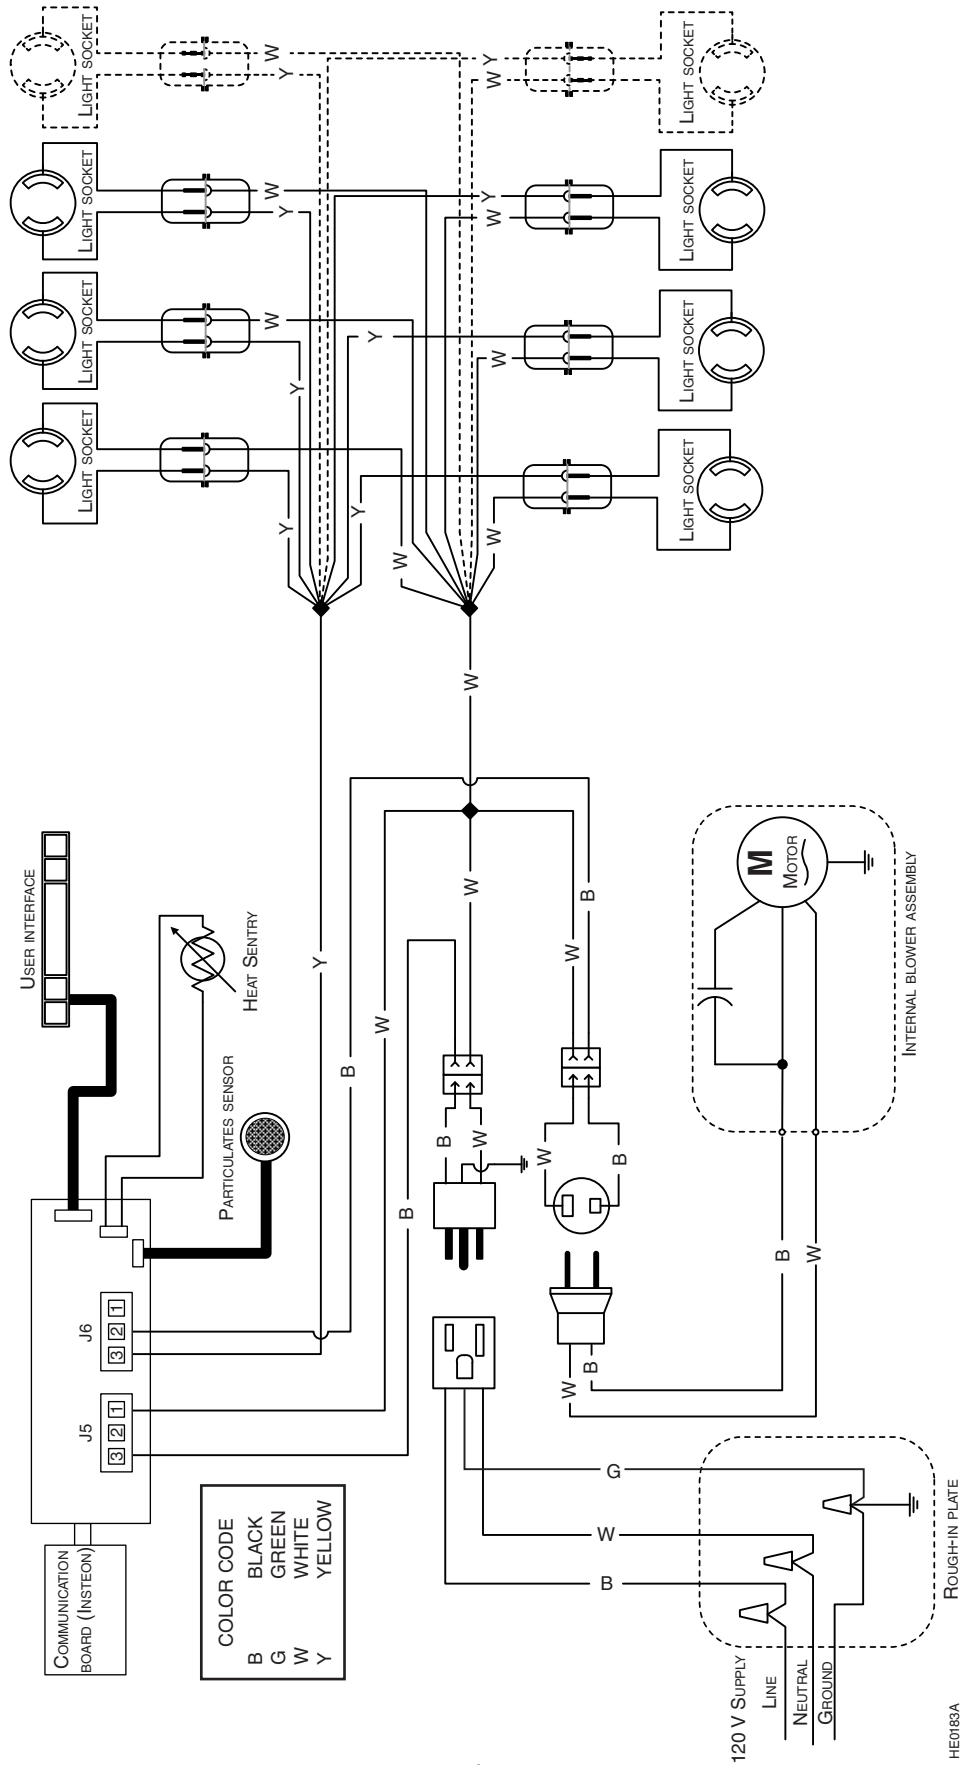 COMMUNICATION
BOARD (INSTEON)
J5
3
2
1
J6
3
2
1
USER INTERFACE
HEAT SENTRY
PARTICULATES SENSOR
COLOR CODE
B BLACK
G GREEN
W WHITE
Y YELLOW
LIGHT SOCKET
LIGHT SOCKET
LIGHT SOCKET
LIGHT SOCKET
W
Y
W
Y
W
Y
Y
Y
W
W
Y
W
Y
W
Y
W
W
W
Y
B
W
B
W
W
B
B
W
W
B
W
B
B
W
G
W
B
LIGHT SOCKET
LIGHT SOCKET
LIGHT SOCKET
LIGHT SOCKET
M
MOTOR
INTERNAL BLOWER ASSEMBLY
120 V SUPPLY
LINE
NEUTRAL
GROUND
ROUGH-IN PLATE
HE0183A